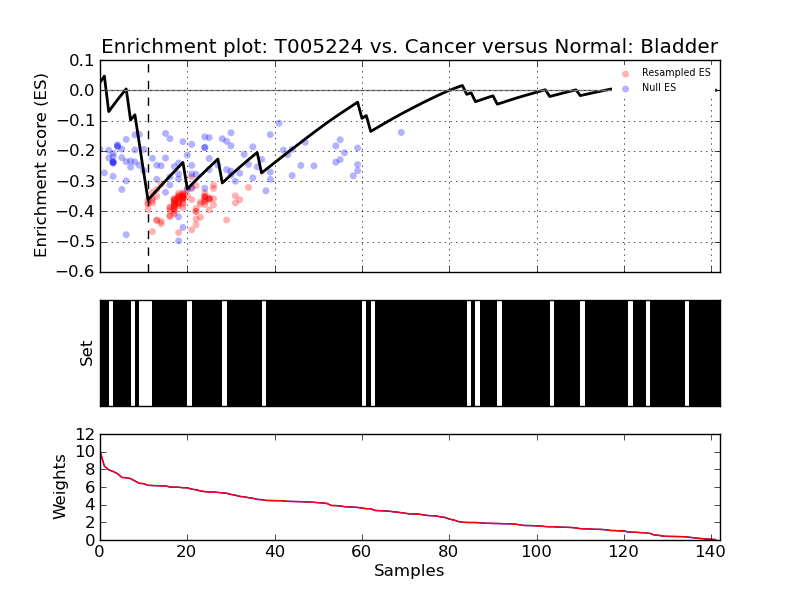 Enrichment plot: T005224 vs. Cancer versus Normal: Bladder
Enrichment score (ES)
0.1
0.0
−0.1
−0.2
−0.3
−0.4
−0.5
−0.6
Resampled ES
Null ES
Set
Weights
12
10
8
6
4
2
0
0 20 40 60 80 100 120 140
Samples